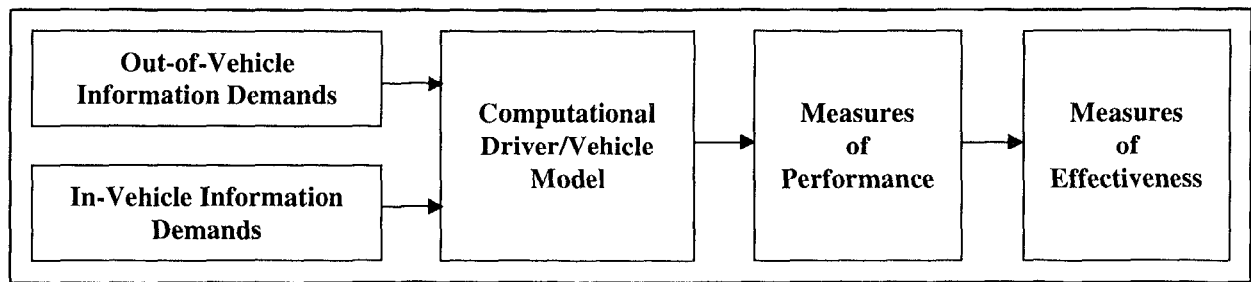 Out-of-Vehicle
Information Demands
In-Vehicle Information
Demands
Computational
Driver/Vehicle
Model
Measures
of
Performance
Measures
of
Effectiveness